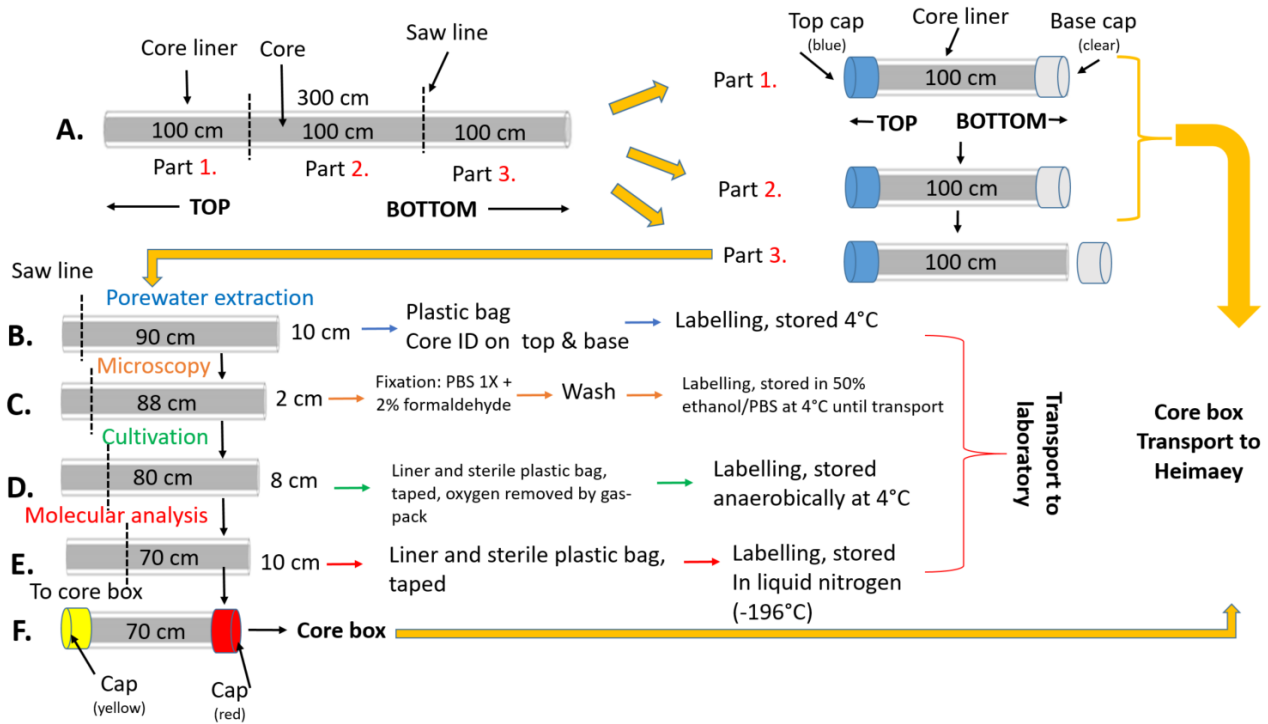 Core liner
Core
Saw line
300 cm
A.
100 cm
100 cm
100 cm
Part 1.
Part 2.
Part 3.
TOP
BOTTOM
Top cap
(blue)
Core liner
Base cap
(clear)
Part 1.
100 cm
TOP
BOTTOM
Part 2.
100 cm
Part 3.
100 cm
Saw line
Porewater extraction
B.
90 cm
10 cm
Plastic bag
Core ID on top & base
Labelling, stored 4°C
Microscopy
C.
88 cm
2 cm
Fixation: PBS 1X +
2% formaldehyde
Wash
Labelling, stored in 50%
ethanol/PBS at 4°C until transport
Cultivation
D.
80 cm
8 cm
Liner and sterile plastic bag,
taped, oxygen removed by gas-
pack
Labelling, stored
anaerobically at 4°C
Molecular analysis
E.
70 cm
10 cm
Liner and sterile plastic bag,
taped
Labelling, stored
In liquid nitrogen
(-196°C)
To core box
F.
70 cm
Core box
Cap
(yellow)
Cap
(red)
Transport to
laboratory
Core box
Transport to
Heimaey